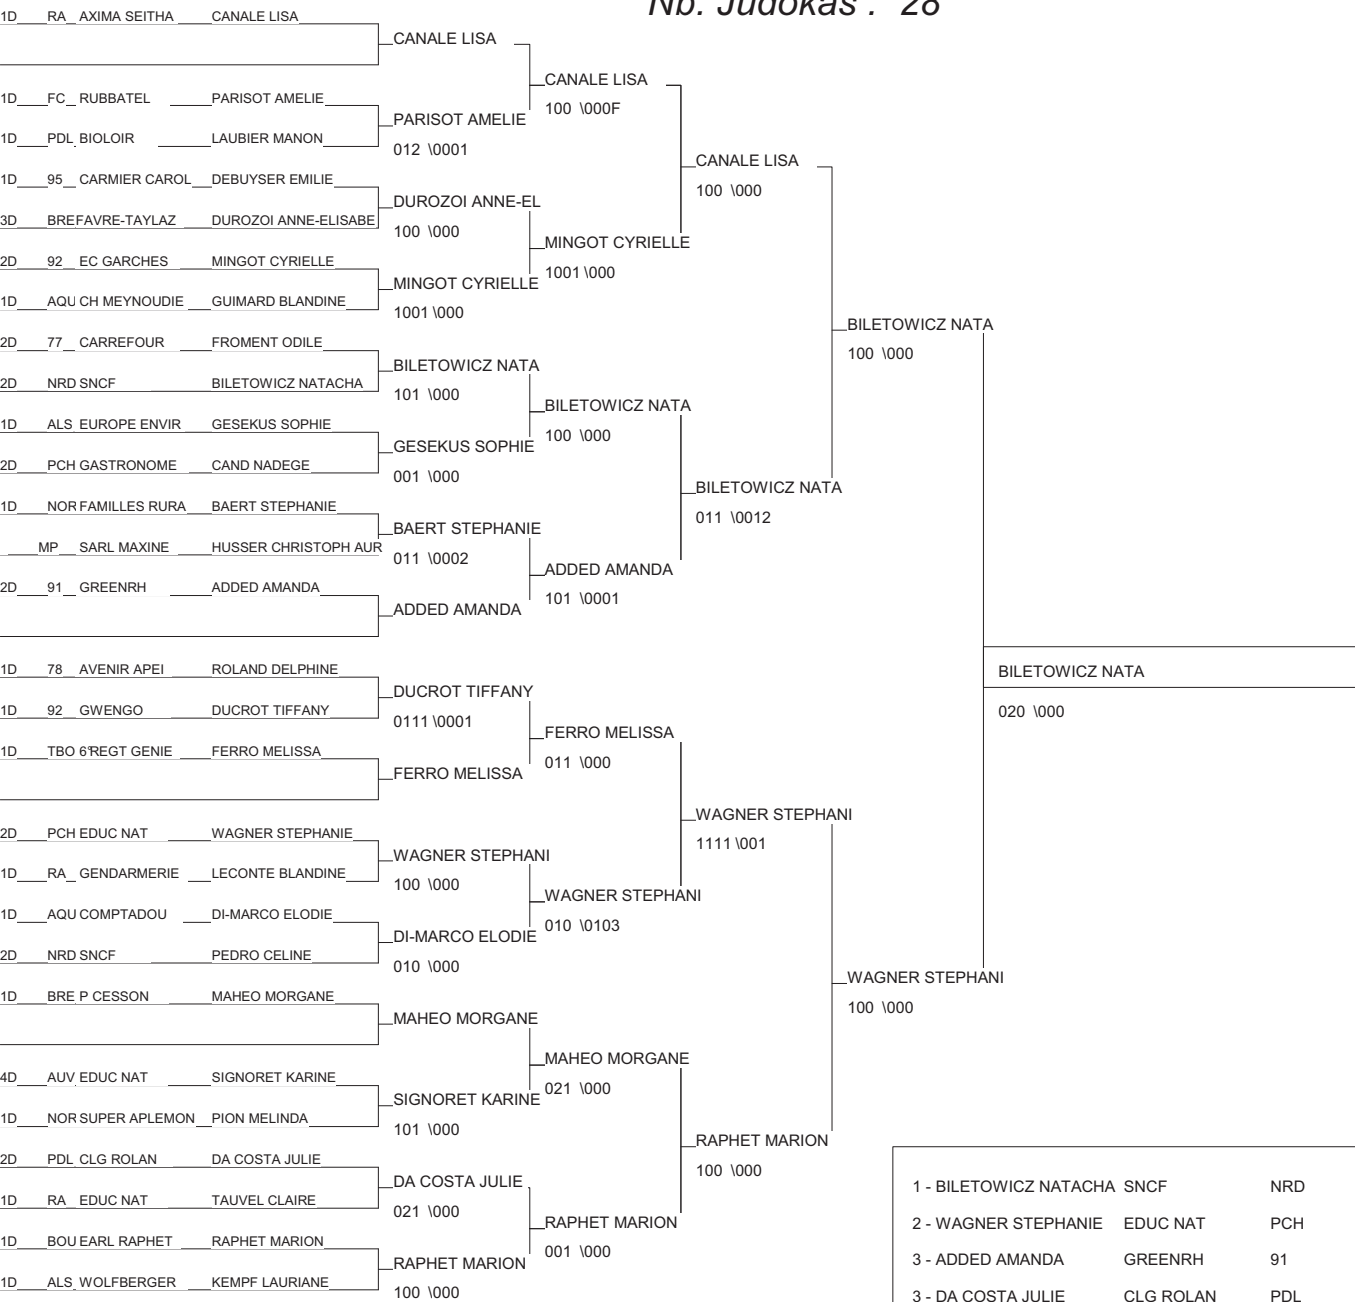 Nb. Judokas : 28
1D RA AXIMA SEITHA CANALE LISA
CANALE LISA
CANALE LISA
100 \000F
1D FC RUBBATEL PARISOT AMELIE
PARISOT AMELIE
012 \0001
1D PDL BIOLOIR LAUBIER MANON
CANALE LISA
100 \000
1D 95 CARMIER CAROL DEBUYSER EMILIE
DUROZOI ANNE-EL
100 \000
3D BRE FAVRE-TAYLAZ DUROZOI ANNE-ELISABE
MINGOT CYRIELLE
1001 \000
2D 92 EC GARCHES MINGOT CYRIELLE
MINGOT CYRIELLE
1001 \000
1D AQU CH MEYNOUDIE GUIMARD BLANDINE
BILETOWICZ NATA
100 \000
2D 77 CARREFOUR FROMENT ODILE
BILETOWICZ NATA
101 \000
2D NRD SNCF BILETOWICZ NATACHA
BILETOWICZ NATA
100 \000
1D ALS EUROPE ENVIR GESEKUS SOPHIE
GESEKUS SOPHIE
001 \000
2D PCH GASTRONOME CAND NADEGE
BILETOWICZ NATA
011 \0012
1D NOR FAMILLES RURA BAERT STEPHANIE
BAERT STEPHANIE
011 \0002
MP SARL MAXINE HUSSER CHRISTOPH AUR
ADDED AMANDA
101 \0001
2D 91 GREENRH ADDED AMANDA
ADDED AMANDA
BILETOWICZ NATA
020 \000
1D 78 AVENIR APEI ROLAND DELPHINE
DUCROT TIFFANY
0111 \0001
1D 92 GWENGO DUCROT TIFFANY
FERRO MELISSA
011 \000
1D TBO 6°REGT GENIE FERRO MELISSA
FERRO MELISSA
WAGNER STEPHANI
1111 \001
2D PCH EDUC NAT WAGNER STEPHANIE
WAGNER STEPHANI
100 \000
1D RA GENDARMERIE LECONTE BLANDINE
WAGNER STEPHANI
010 \0103
1D AQU COMPTADOU DI-MARCO ELODIE
DI-MARCO ELODIE
010 \000
2D NRD SNCF PEDRO CELINE
WAGNER STEPHANI
100 \000
1D BRE P CESSON MAHEO MORGANE
MAHEO MORGANE
MAHEO MORGANE
021 \000
4D AUV EDUC NAT SIGNORET KARINE
SIGNORET KARINE
101 \000
1D NOR SUPER APLEMON PION MELINDA
RAPHET MARION
100 \000
2D PDL CLG ROLAN DA COSTA JULIE
DA COSTA JULIE
021 \000
1D RA EDUC NAT TAUVEL CLAIRE
RAPHET MARION
001 \000
1D BOU EARL RAPHET RAPHET MARION
RAPHET MARION
100 \000
1D ALS WOLFBERGER KEMPF LAURIANE
1 - BILETOWICZ NATACHA SNCF NRD
2 - WAGNER STEPHANIE EDUC NAT PCH
3 - ADDED AMANDA GREENRH 91
3 - DA COSTA JULIE CLG ROLAN PDL